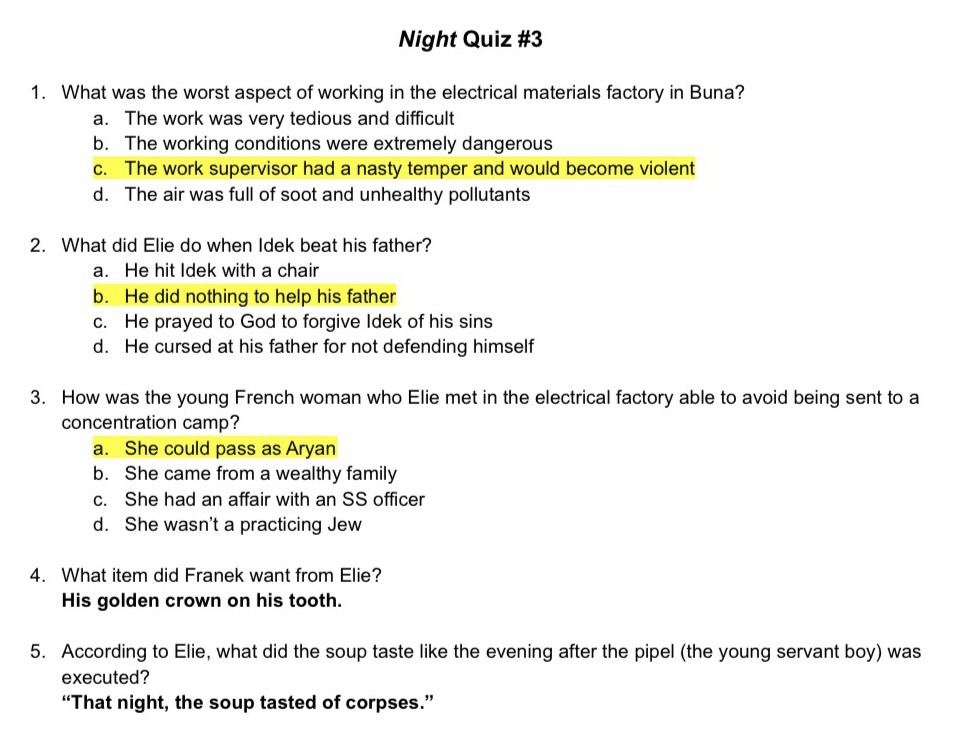 Night Quiz #3
1. What was the worst aspect of working in the electrical materials factory in Buna?
a. The work was very tedious and difficult
b. The working conditions were extremely dangerous
c. The work supervisor had a nasty temper and would become violent
d. The air was full of soot and unhealthy pollutants
2. What did Elie do when Idek beat his father?
a. He hit Idek with a chair
b. He did nothing to help his father
c. He prayed to God to forgive Idek of his sins
d. He cursed at his father for not defending himself
3. How was the young French woman who Elie met in the electrical factory able to avoid being sent to a
concentration camp?
a. She could pass as Aryan
b. She came from a wealthy family
c. She had an affair with an SS officer
d. She wasn't a practicing Jew
4. What item did Franek want from Elie?
His golden crown on his tooth.
5. According to Elie, what did the soup taste like the evening after the pipel (the young servant boy) was
executed?
“That night, the soup tasted of corpses.”